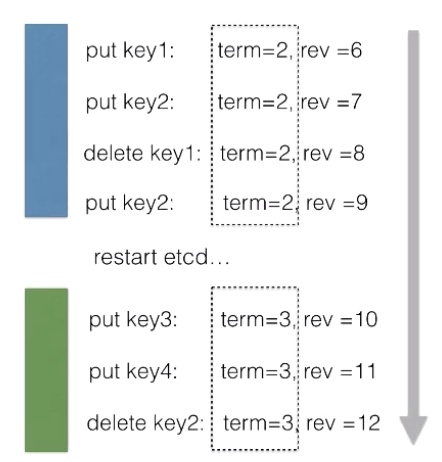 put key1: term=2, rev =6
put key2: term=2, rev =7
delete key1: term=2, rev =8
put key2: term=2, rev =9
restart etcd...
put key3: term=3, rev =10
put key4: term=3, rev =11
delete key2: term=3, rev =12